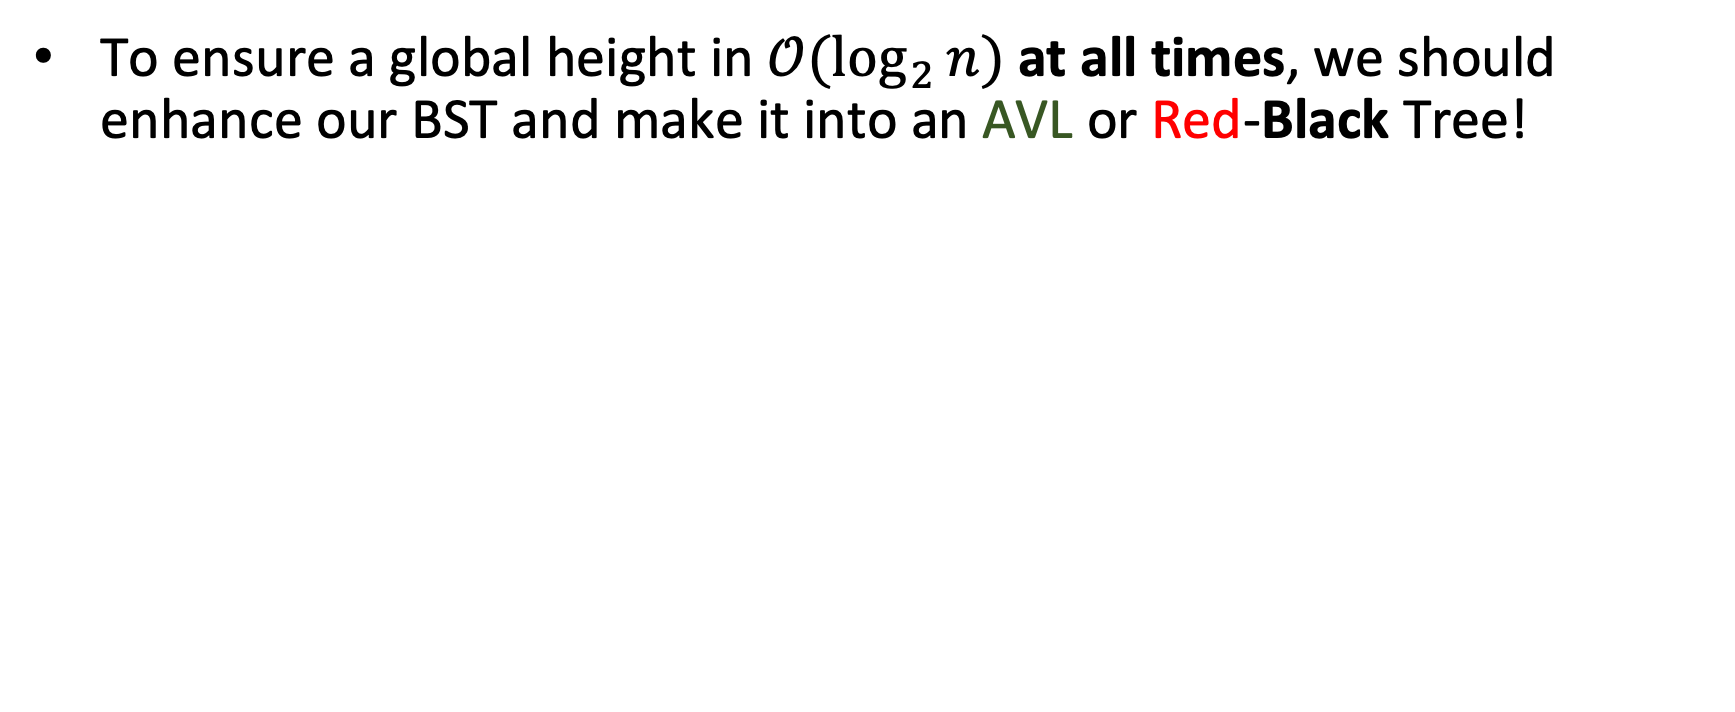 • To ensure a global height in 𝒪(log₂ 𝑛) at all times, we should
enhance our BST and make it into an AVL or Red-Black Tree!